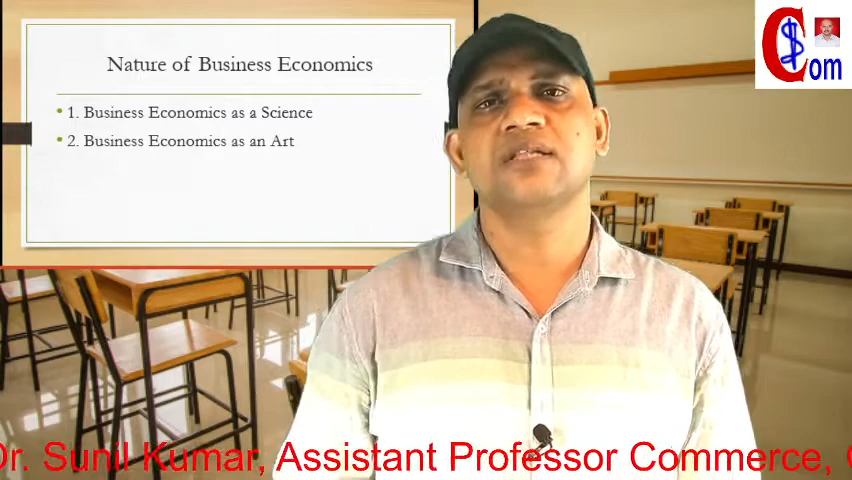 Nature of Business Economics
• 1. Business Economics as a Science
• 2. Business Economics as an Art
C$om
Dr. Sunil Kumar, Assistant Professor Commerce,